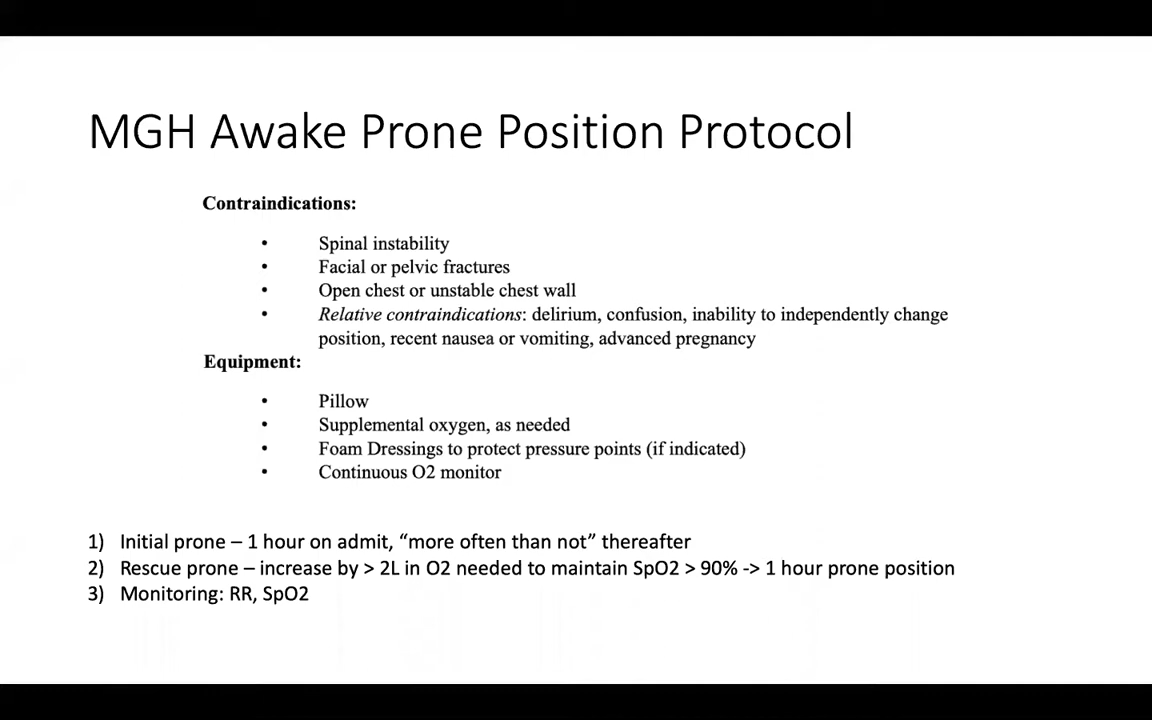 MGH Awake Prone Position Protocol
Contraindications:
• Spinal instability
• Facial or pelvic fractures
• Open chest or unstable chest wall
• Relative contraindications: delirium, confusion, inability to independently change
position, recent nausea or vomiting, advanced pregnancy
Equipment:
• Pillow
• Supplemental oxygen, as needed
• Foam Dressings to protect pressure points (if indicated)
• Continuous O2 monitor
1) Initial prone – 1 hour on admit, “more often than not” thereafter
2) Rescue prone – increase by > 2L in O2 needed to maintain SpO2 > 90% -> 1 hour prone position
3) Monitoring: RR, SpO2